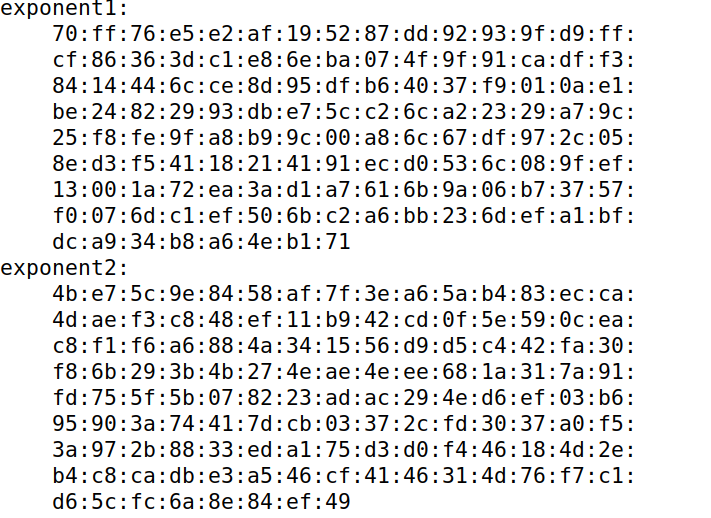 exponent1:
70:ff:76:e5:e2:af:19:52:87:dd:92:93:9f:d9:ff:
cf:86:36:3d:c1:e8:6e:ba:07:4f:9f:91:ca:df:f3:
84:14:44:6c:ce:8d:95:df:b6:40:37:f9:01:0a:e1:
be:24:82:29:93:db:e7:5c:c2:6c:a2:23:29:a7:9c:
25:f8:fe:9f:a8:b9:9c:00:a8:6c:67:df:97:2c:05:
8e:d3:f5:41:18:21:41:91:ec:d0:53:6c:08:9f:ef:
13:00:1a:72:ea:3a:d1:a7:61:6b:9a:06:b7:37:57:
f0:07:6d:c1:ef:50:6b:c2:a6:bb:23:6d:ef:a1:bf:
dc:a9:34:b8:a6:4e:b1:71
exponent2:
4b:e7:5c:9e:84:58:af:7f:3e:a6:5a:b4:83:ec:ca:
4d:ae:f3:c8:48:ef:11:b9:42:cd:0f:5e:59:0c:ea:
c8:f1:f6:a6:88:4a:34:15:56:d9:d5:c4:42:fa:30:
f8:6b:29:3b:4b:27:4e:ae:4e:ee:68:1a:31:7a:91:
fd:75:5f:5b:07:82:23:ad:ac:29:4e:d6:ef:03:b6:
95:90:3a:74:41:7d:cb:03:37:2c:fd:30:37:a0:f5:
3a:97:2b:88:33:ed:a1:75:d3:d0:f4:46:18:4d:2e:
b4:c8:ca:db:e3:a5:46:cf:41:46:31:4d:76:f7:c1:
d6:5c:fc:6a:8e:84:ef:49